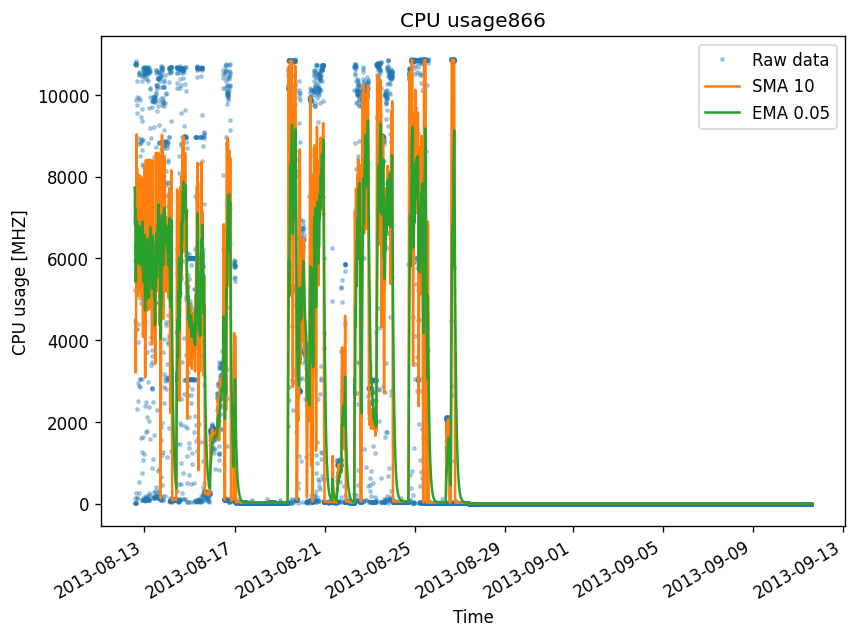 CPU usage866
Raw data
SMA 10
EMA 0.05
CPU usage [MHZ]
10000
8000
6000
4000
2000
0
2013-08-13
2013-08-17
2013-08-21
2013-08-25
2013-08-29
2013-09-01
2013-09-05
2013-09-09
2013-09-13
Time